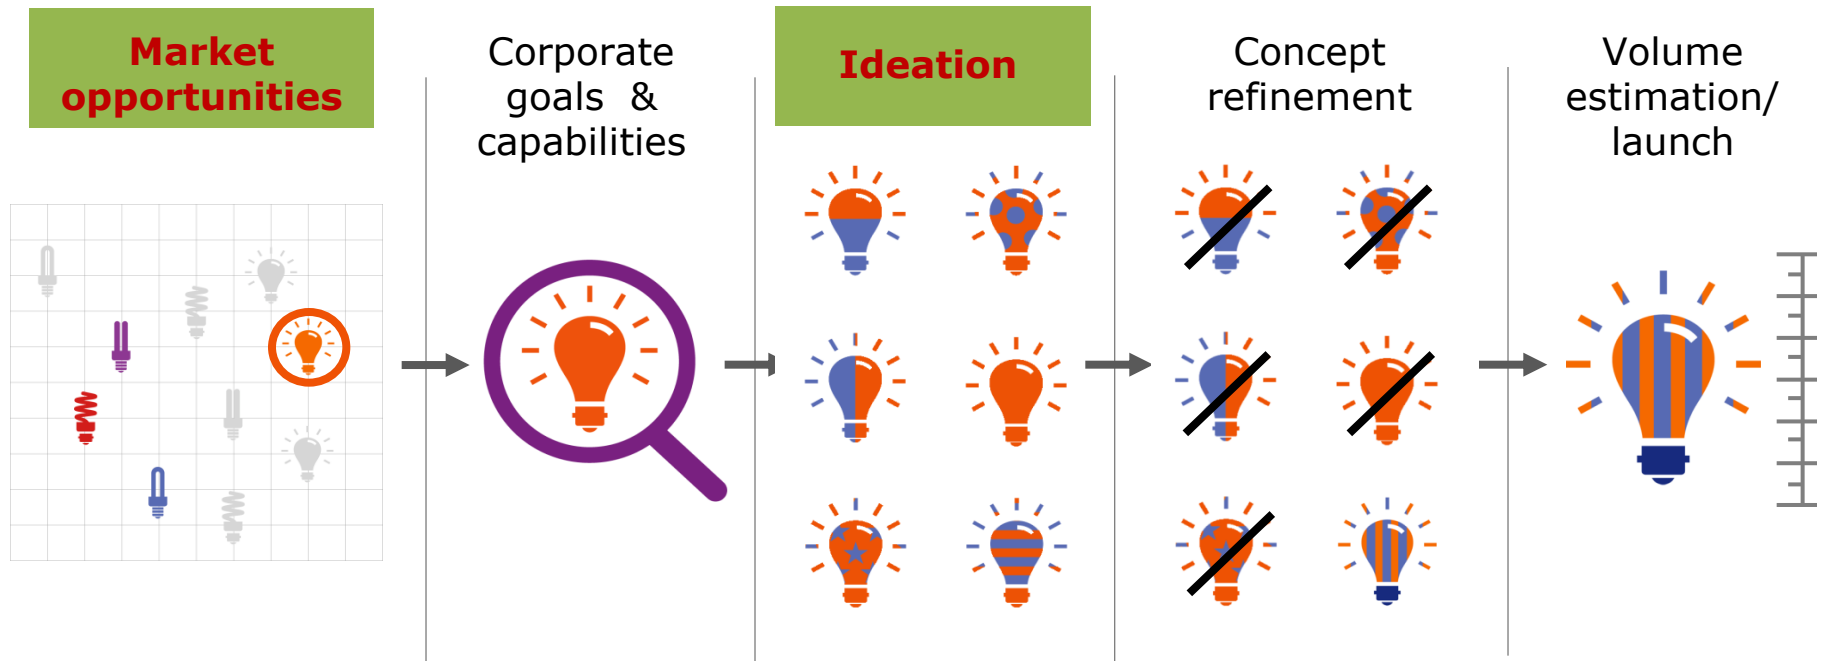 Market
opportunities
Corporate
goals & 
capabilities
Ideation
Concept
refinement
Volume
estimation/
launch